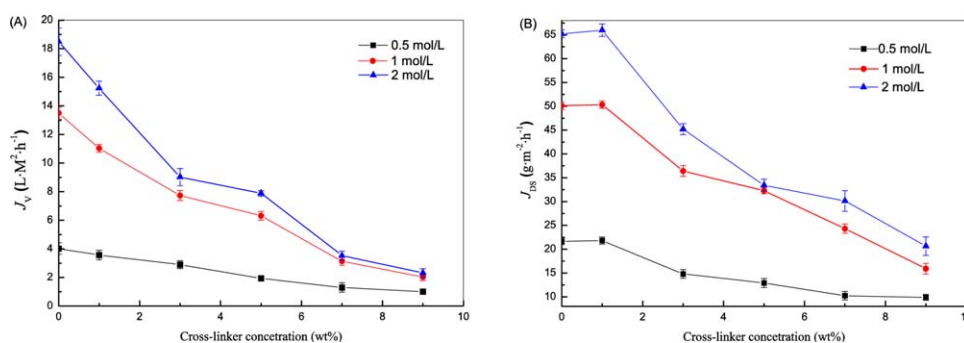 (A)
0.5 mol/L
1 mol/L
2 mol/L
20
18
16
14
12
10
8
6
4
2
0
J_V (L·M²·h⁻¹)
0 2 4 6 8 10
Cross-linker concetration (wt%)
(B)
0.5 mol/L
1 mol/L
2 mol/L
65
60
55
50
45
40
35
30
25
20
15
10
J_DS (g·m⁻²·h⁻¹)
0 2 4 6 8 1
Cross-linker concetration (wt%)